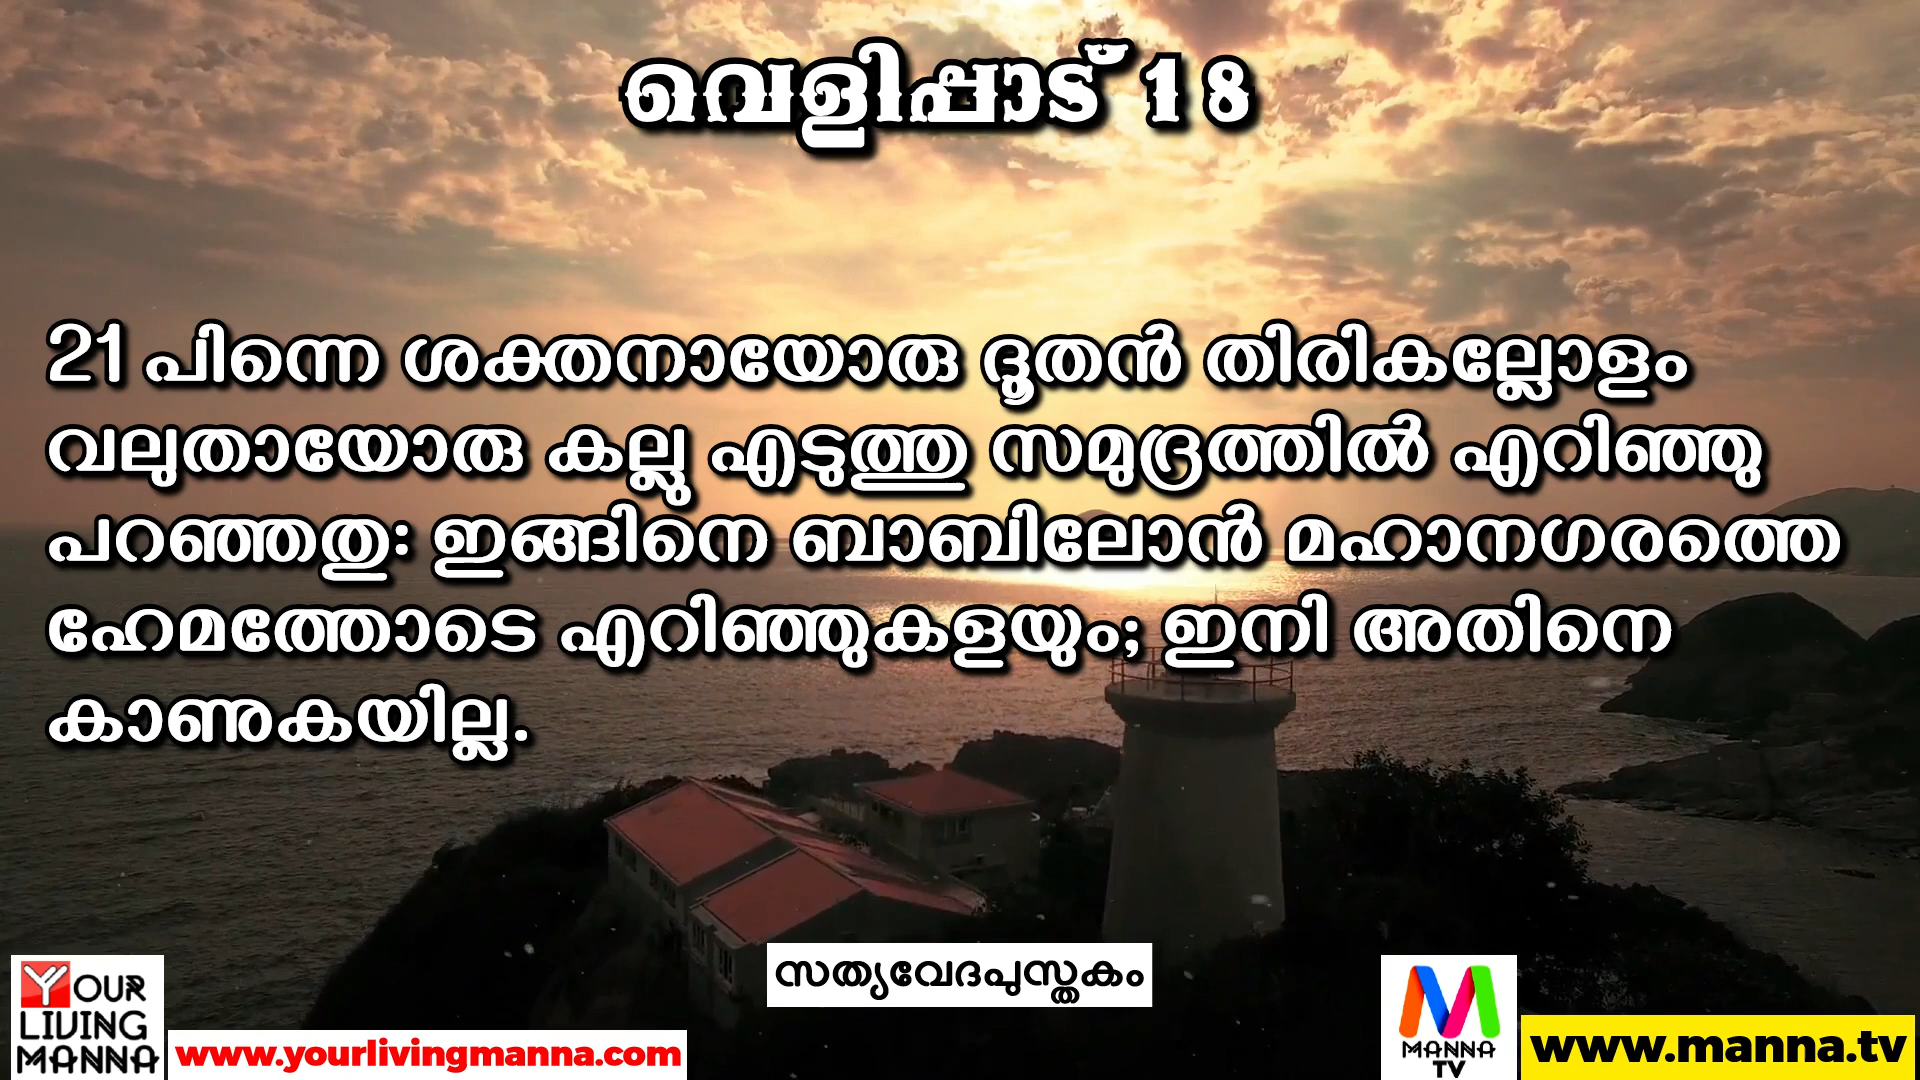 വെളിപ്പാട് 18
21 പിന്നെ ശക്തനായോരു ദൂതൻ തിരികല്ലോളം
വലുതായോരു കല്ലു എടുത്തു സമുദ്രത്തിൽ എറിഞ്ഞു
പറഞ്ഞതു: ഇങ്ങിനെ ബാബിലോൻ മഹാനഗരത്തെ
ഹേമത്തോടെ എറിഞ്ഞുകളയും; ഇനി അതിനെ
കാണുകയില്ല.
സത്യവേദപുസ്തകം
YOUR
LIVING
MANNA
www.yourlivingmanna.com
MANNA
TV
www.manna.tv